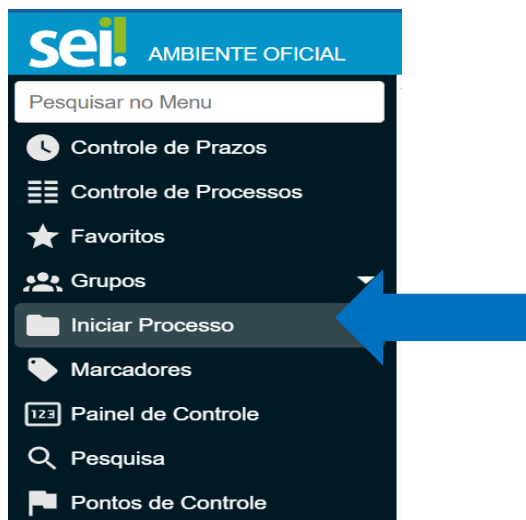 sei! AMBIENTE OFICIAL
Pesquisar no Menu
Controle de Prazos
Controle de Processos
Favoritos
Grupos
Iniciar Processo
Marcadores
123 Painel de Controle
Pesquisa
Pontos de Controle